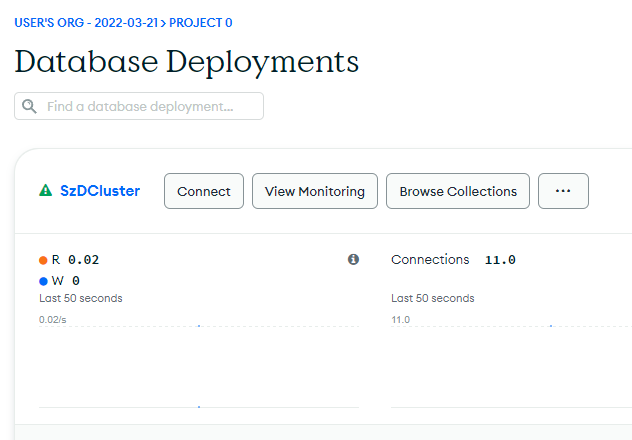 USER'S ORG - 2022-03-21 > PROJECT 0
Database Deployments
Find a database deployment...
SzDCluster Connect View Monitoring Browse Collections ...
R 0.02
W 0
Last 50 seconds
0.02/s
Connections 11.0
Last 50 seconds
11.0